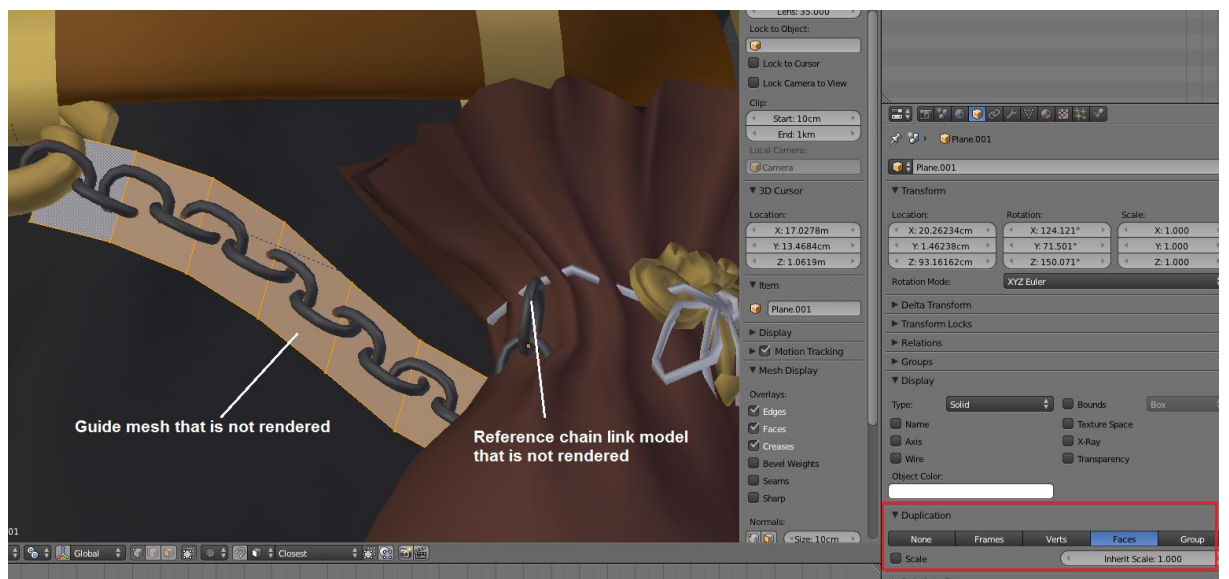 Lens: 35.000
Lock to Object:
Lock to Cursor
Lock Camera to View
Clip:
Start: 10cm
End: 1km
Local Camera:
Camera
▼ 3D Cursor
Location:
X: 17.0278m
Y: 13.4684cm
Z: 1.0619m
▼ Item
Plane.001
▶ Display
▶ Motion Tracking
▼ Mesh Display
Overlays:
Edges
Faces
Creases
Bevel Weights
Seams
Sharp
Normals:
Size: 10cm
Plane.001
Plane.001
▼ Transform
Location: Rotation: Scale:
X: 20.26234cm X: 124.121° X: 1.000
Y: 1.46238cm Y: 71.501° Y: 1.000
Z: 93.16162cm Z: 150.071° Z: 1.000
Rotation Mode: XYZ Euler
▶ Delta Transform
▶ Transform Locks
▶ Relations
▶ Groups
▼ Display
Type: Solid Bounds Box
Name Texture Space
Axis X-Ray
Wire Transparency
Object Color:
▼ Duplication
None Frames Verts Faces Group
Scale Inherit Scale: 1.000
Guide mesh that is not rendered
Reference chain link model
that is not rendered
01
Global Closest